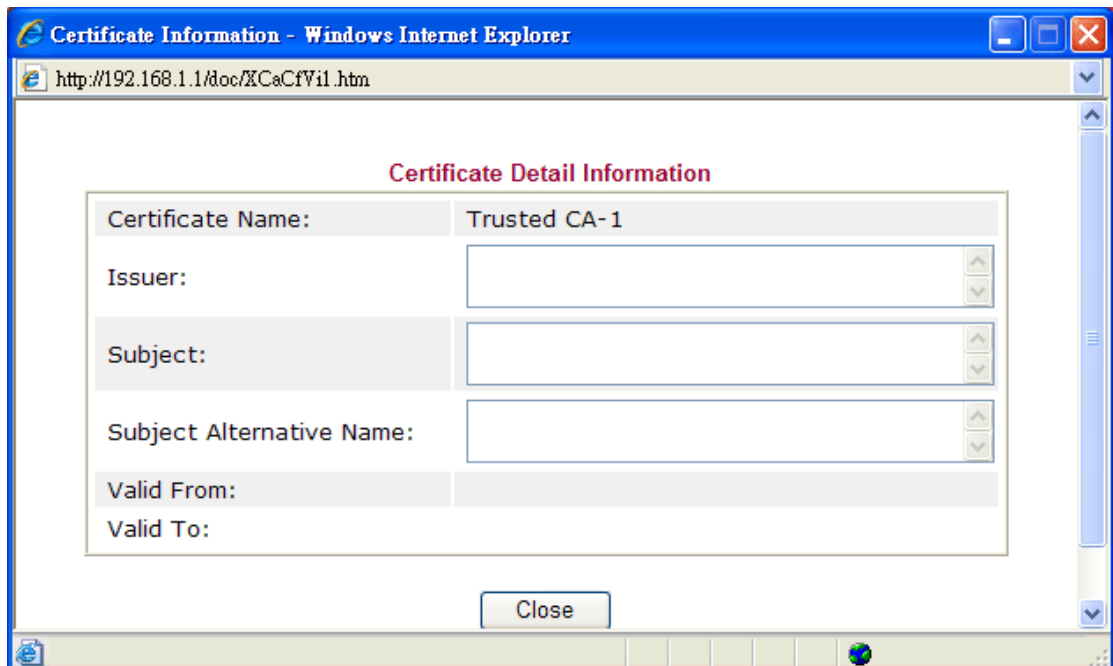 Certificate Information - Windows Internet Explorer
http://192.168.1.1/doc/XCaCfVi1.htm
Certificate Detail Information
Certificate Name: Trusted CA-1
Issuer:
Subject:
Subject Alternative Name:
Valid From:
Valid To:
Close